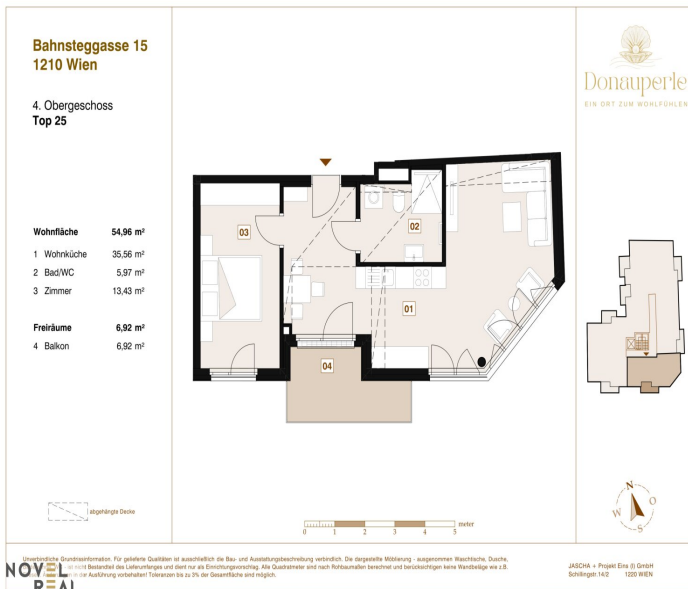 Bahnsteggasse 15
1210 Wien
4. Obergeschoss
Top 25
Wohnfläche 54,96 m²
1 Wohnküche 35,56 m²
2 Bad/WC 5,97 m²
3 Zimmer 13,43 m²
Freiräume 6,92 m²
4 Balkon 6,92 m²
abgehängte Decke
03
02
01
04
0 1 2 3 4 5 meter
Donauperle
EIN ORT ZUM WOHLFÜHLEN
N
O
S
W
Unverbindliche Grundrissinformation. Für gelieferte Qualitäten ist ausschließlich die Bau- und Ausstattungsbeschreibung verbindlich. Die dargestellte Möblierung - ausgenommen Waschtische, Dusche,
ist nicht Bestandteil des Lieferumfanges und dient nur als Einrichtungsvorschlag. Alle Quadratmeter sind nach Rohbaumaßen berechnet und berücksichtigen keine Wandbeläge wie z.B.
in der Ausführung vorbehalten! Toleranzen bis zu 3% der Gesamtfläche sind möglich.
JASCHA + Projekt Eins (I) GmbH
Schillingstr.14/2 1220 WIEN
NOVEL
REAL